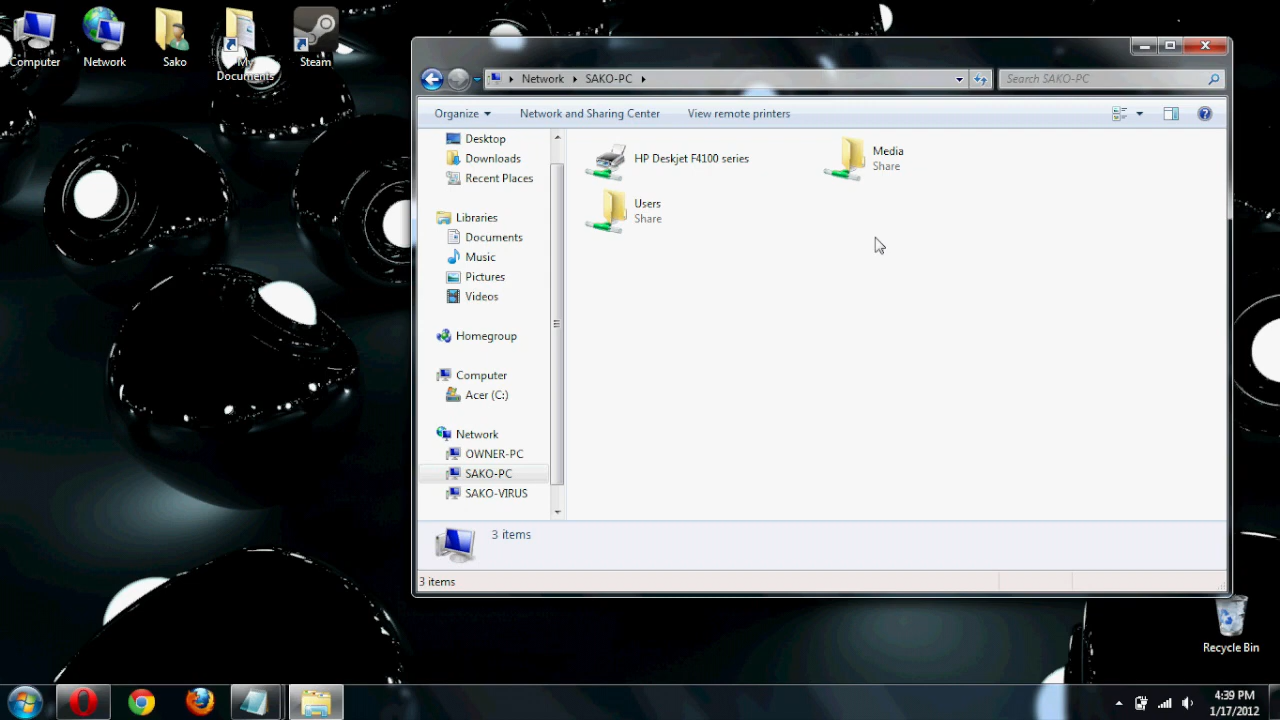 Computer
Network
Sako
My Documents
Steam
Network
SAKO-PC
Search SAKO-PC
Organize
Network and Sharing Center
View remote printers
Desktop
Downloads
Recent Places
Libraries
Documents
Music
Pictures
Videos
Homegroup
Computer
Acer (C:)
Network
OWNER-PC
SAKO-PC
SAKO-VIRUS
HP Deskjet F4100 series
Media
Share
Users
Share
3 items
3 items
Recycle Bin
4:39 PM
1/17/2012